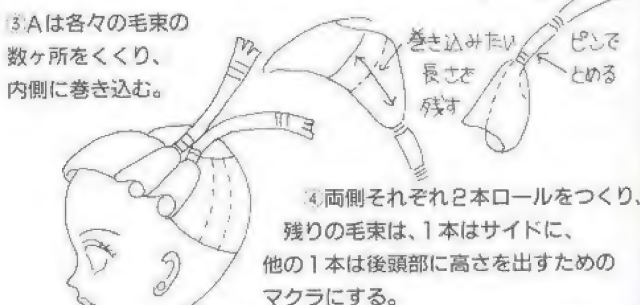 ③Aは各々の毛束の
数ヶ所をくくり、
内側に巻き込む。
巻き込みたい
長さを
残す
ピンで
とめる
④両側それぞれ2本ロールをつくり、
残りの毛束は、1本はサイドに、
他の1本は後頭部に高さを出すための
マクラにする。